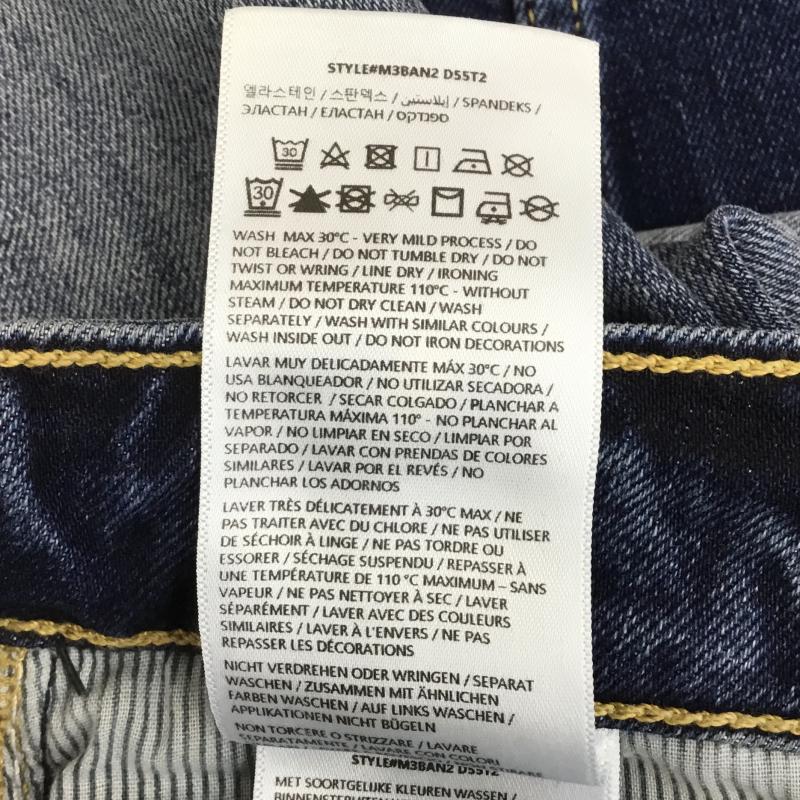 STYLE#M3BAN2 D55T2
엘라스테인 / 스판덱스 / إيلاستين / SPANDEKS /
ЭЛАСТАН / ЕЛАСТАН / ספנדקס
30
30
WASH MAX 30°C - VERY MILD PROCESS / DO
NOT BLEACH / DO NOT TUMBLE DRY / DO NOT
TWIST OR WRING / LINE DRY / IRONING
MAXIMUM TEMPERATURE 110°C - WITHOUT
STEAM / DO NOT DRY CLEAN / WASH
SEPARATELY / WASH WITH SIMILAR COLOURS /
WASH INSIDE OUT / DO NOT IRON DECORATIONS
LAVAR MUY DELICADAMENTE MÁX 30°C / NO
USA BLANQUEADOR / NO UTILIZAR SECADORA /
NO RETORCER / SECAR COLGADO / PLANCHAR A
TEMPERATURA MÁXIMA 110° - NO PLANCHAR AL
VAPOR / NO LIMPIAR EN SECO / LIMPIAR POR
SEPARADO / LAVAR CON PRENDAS DE COLORES
SIMILARES / LAVAR POR EL REVÉS / NO
PLANCHAR LOS ADORNOS
LAVER TRÈS DÉLICATEMENT À 30°C MAX / NE
PAS TRAITER AVEC DU CHLORE / NE PAS UTILISER
DE SÉCHOIR À LINGE / NE PAS TORDRE OU
ESSORER / SÉCHAGE SUSPENDU / REPASSER À
UNE TEMPÉRATURE DE 110 °C MAXIMUM – SANS
VAPEUR / NE PAS NETTOYER À SEC / LAVER
SÉPARÉMENT / LAVER AVEC DES COULEURS
SIMILAIRES / LAVER À L'ENVERS / NE PAS
REPASSER LES DÉCORATIONS
NICHT VERDREHEN ODER WRINGEN / SEPARAT
WASCHEN / ZUSAMMEN MIT ÄHNLICHEN
FARBEN WASCHEN / AUF LINKS WASCHEN /
APPLIKATIONEN NICHT BÜGELN
NON TORCERE O STRIZZARE / LAVARE
SEPARATAMENTE / LAVARE CON COLORI
STYLE#M3BAN2 D55T2
MET SOORTGELIJKE KLEUREN WASSEN /